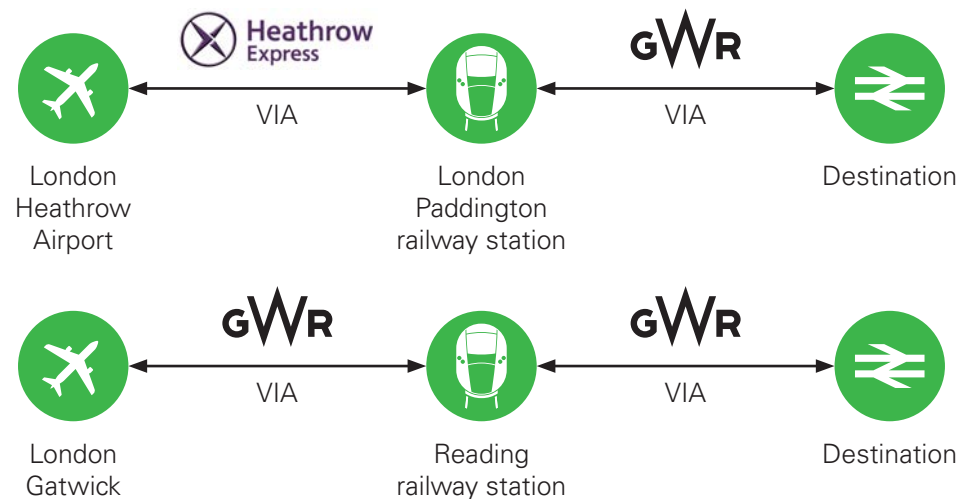 Heathrow
Express
GWR
VIA
VIA
London
Heathrow
Airport
London
Paddington
railway station
Destination
GWR
GWR
VIA
VIA
London
Gatwick
Reading
railway station
Destination